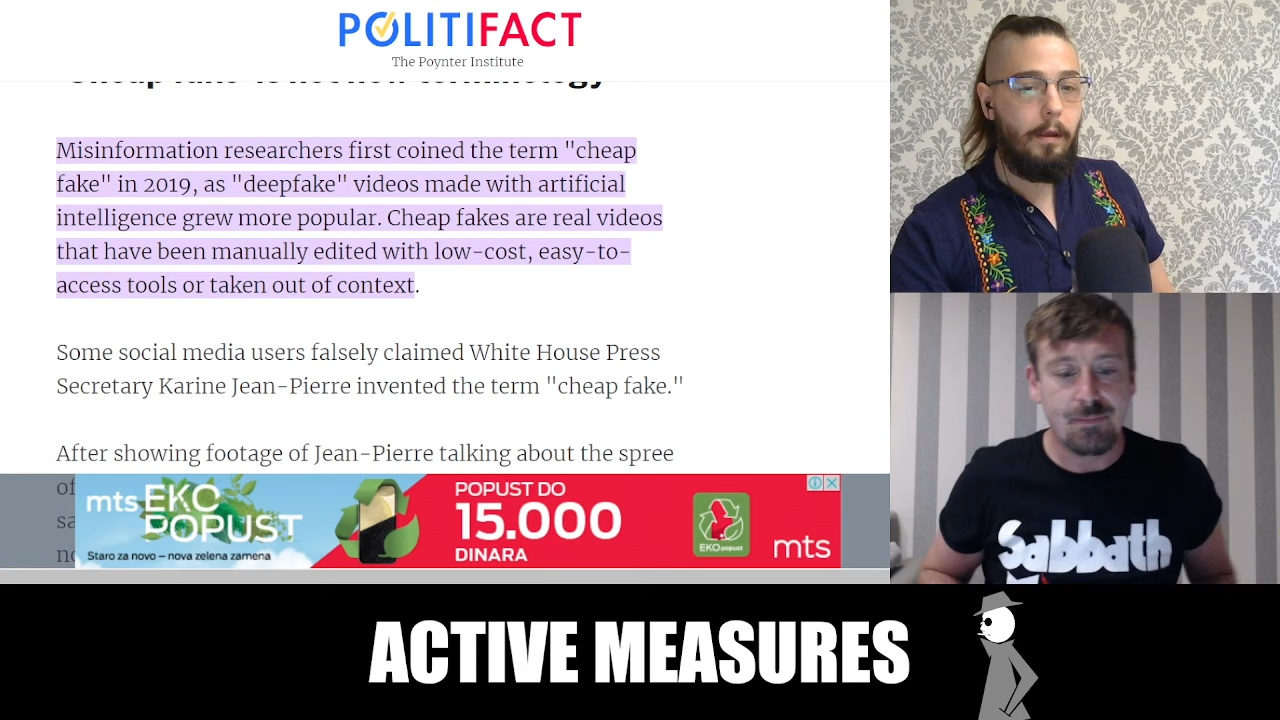 POLITIFACT
The Poynter Institute
Misinformation researchers first coined the term "cheap
fake" in 2019, as "deepfake" videos made with artificial
intelligence grew more popular. Cheap fakes are real videos
that have been manually edited with low-cost, easy-to-
access tools or taken out of context.
Some social media users falsely claimed White House Press
Secretary Karine Jean-Pierre invented the term "cheap fake."
After showing footage of Jean-Pierre talking about the spree
of
mts EKO
POPUST
Staro za novo – nova zelena zamena
POPUST DO
15.000
DINARA
EKO popust
mts
Sabbath
ACTIVE MEASURES